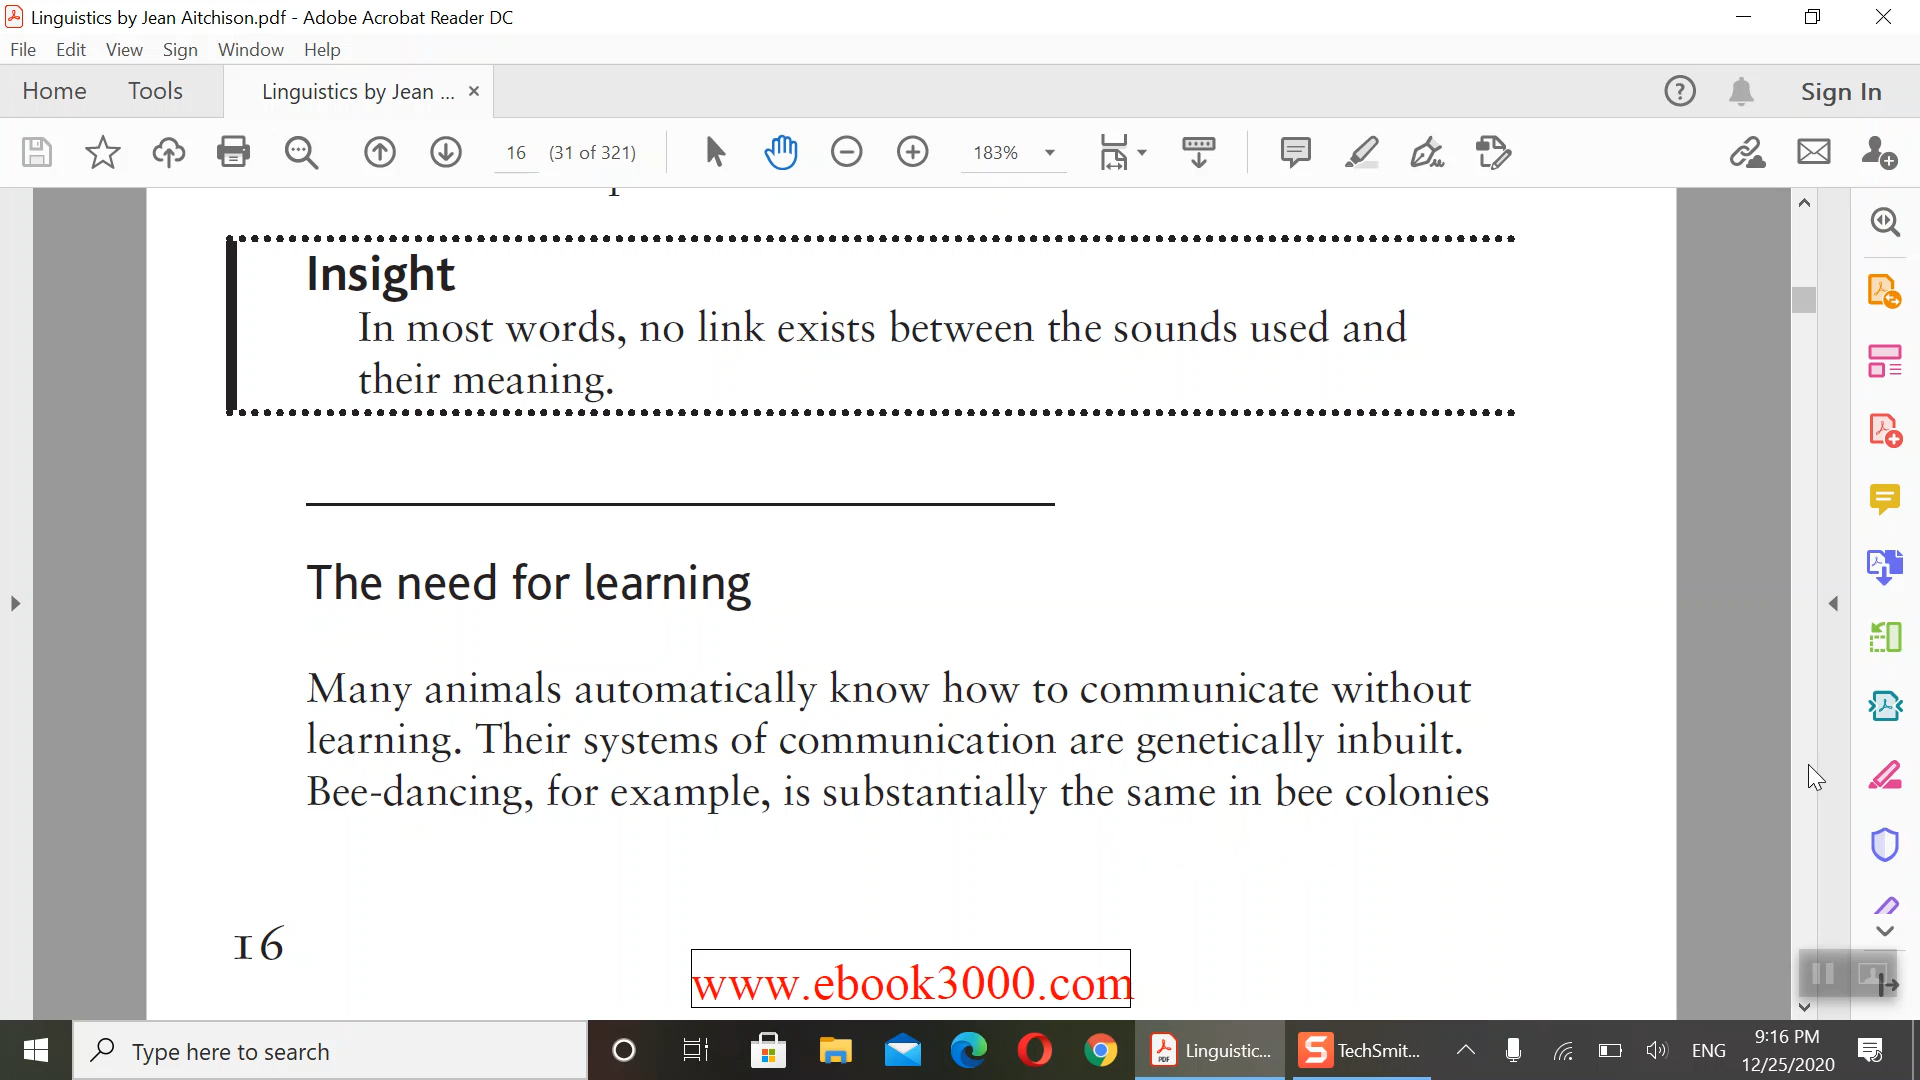 Linguistics by Jean Aitchison.pdf - Adobe Acrobat Reader DC
File Edit View Sign Window Help
Home Tools Linguistics by Jean ... × Sign In
16 (31 of 321) 183%
Insight
In most words, no link exists between the sounds used and
their meaning.
The need for learning
Many animals automatically know how to communicate without
learning. Their systems of communication are genetically inbuilt.
Bee-dancing, for example, is substantially the same in bee colonies
16
www.ebook3000.com
Type here to search
Linguistic...
TechSmit...
ENG
9:16 PM
12/25/2020